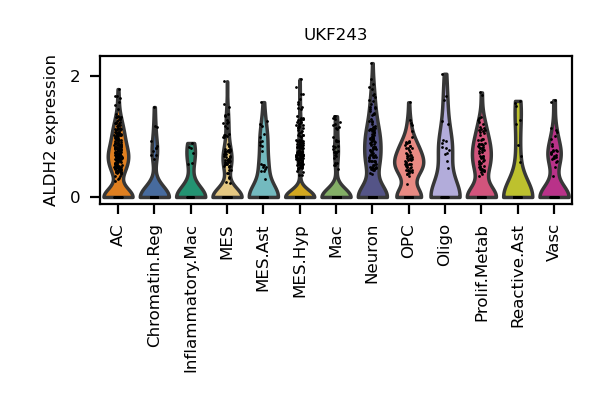 UKF243
ALDH2 expression
2
0
AC
Chromatin.Reg
Inflammatory.Mac
MES
MES.Ast
MES.Hyp
Mac
Neuron
OPC
Oligo
Prolif.Metab
Reactive.Ast
Vasc